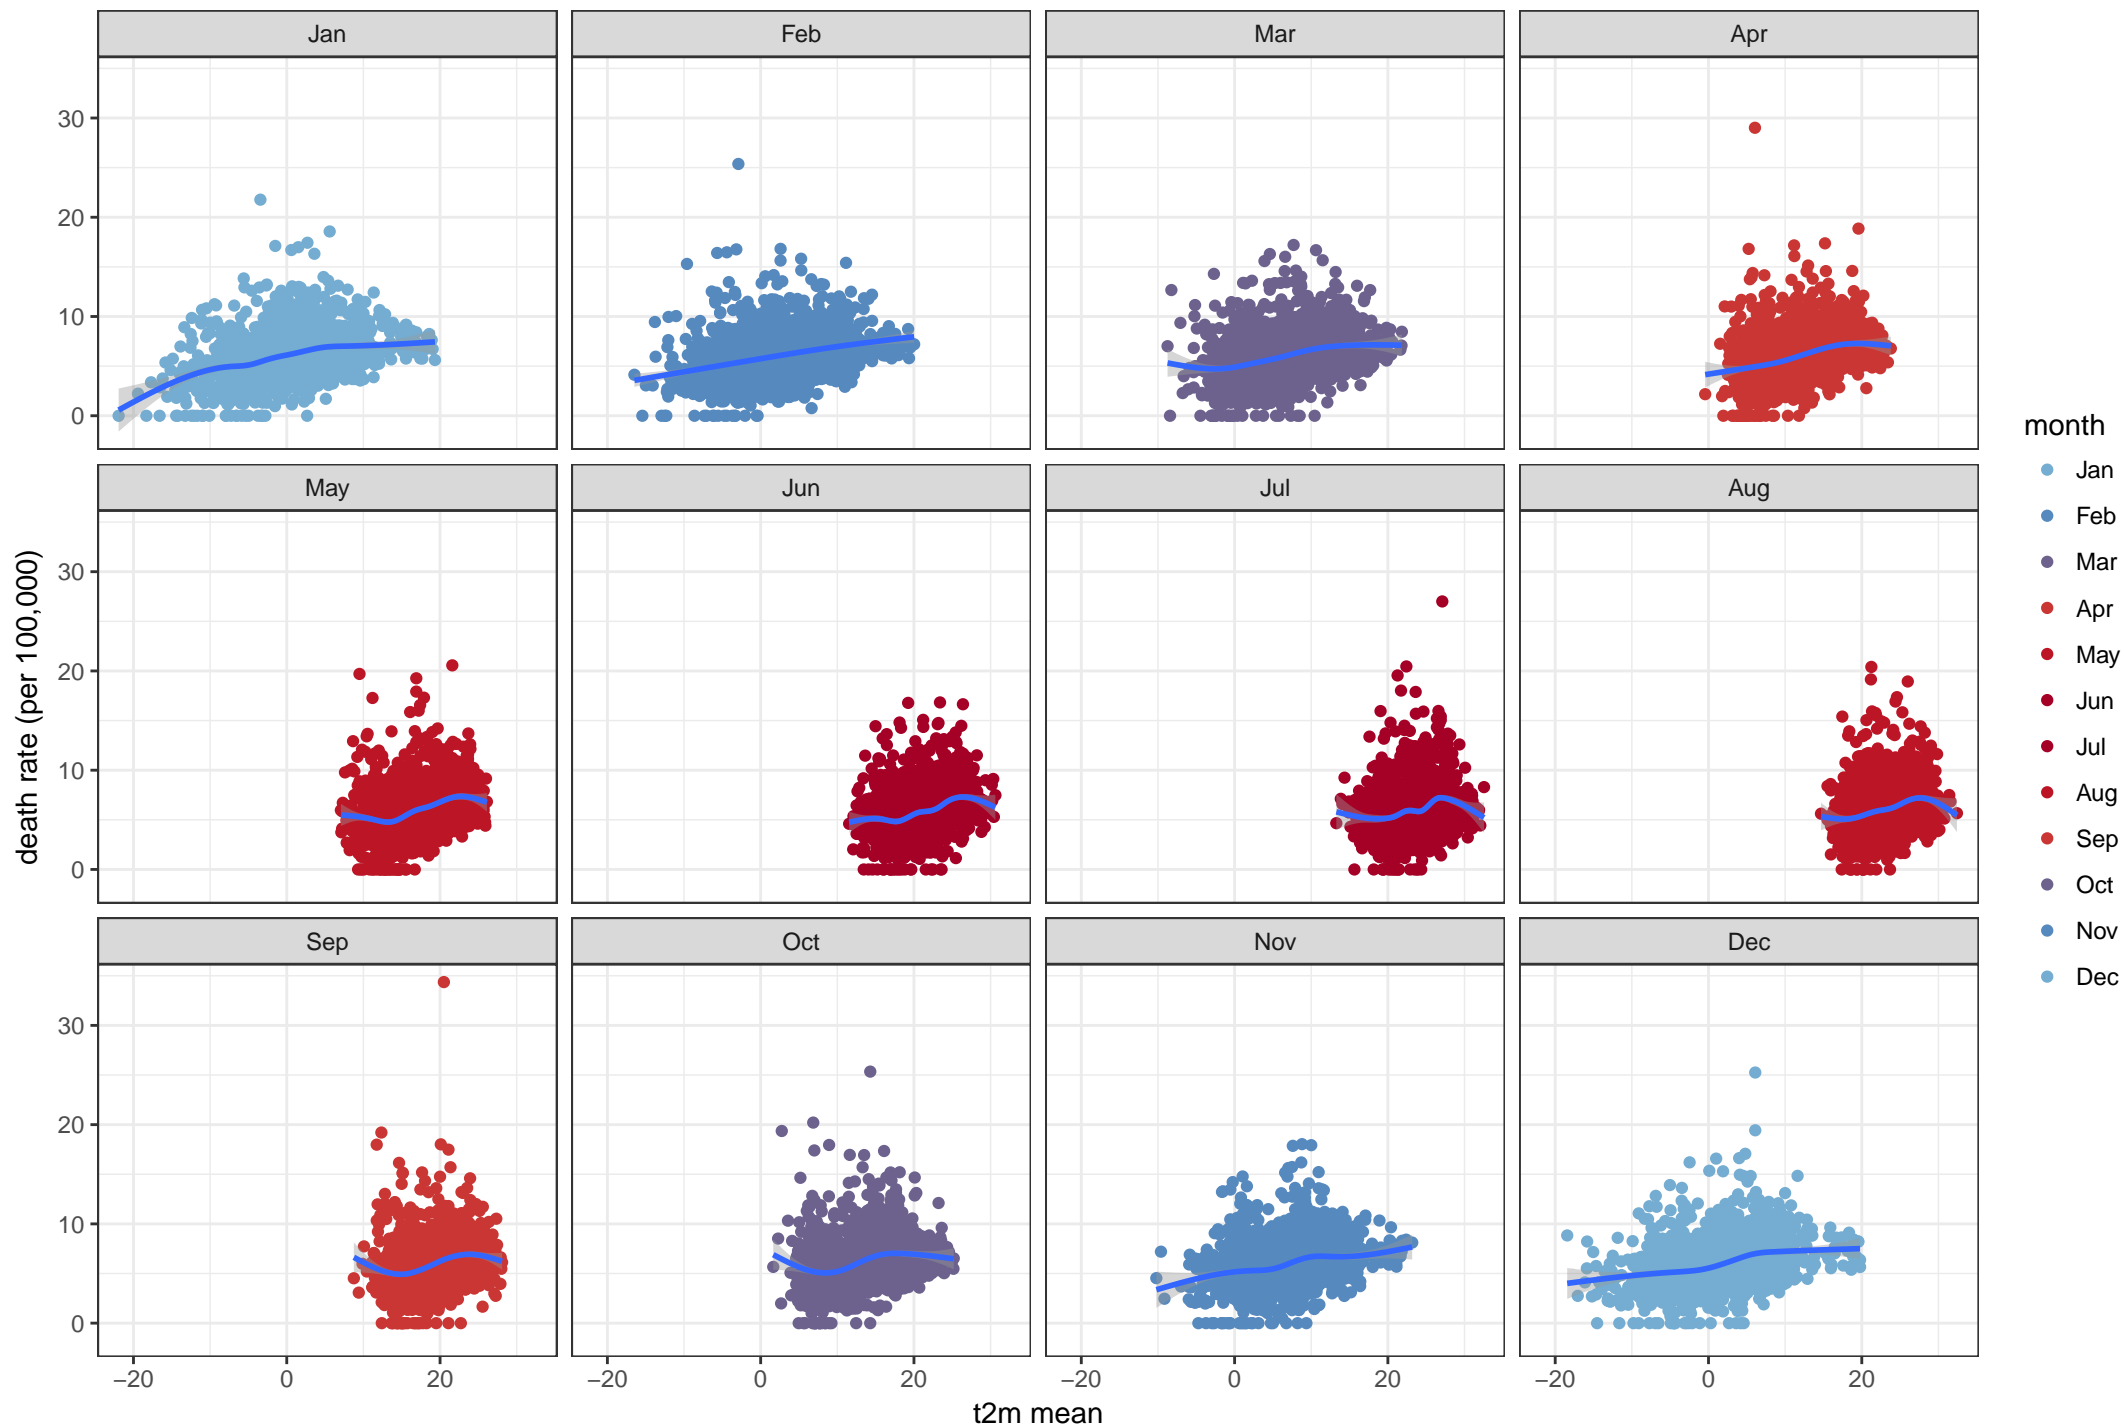 Jan Feb Mar Apr
30
20
10
0
May Jun Jul Aug
30
20
10
0
Sep Oct Nov Dec
30
20
10
0
−20 0 20 −20 0 20 −20 0 20 −20 0 20
t2m mean
death rate (per 100,000)
month
Jan
Feb
Mar
Apr
May
Jun
Jul
Aug
Sep
Oct
Nov
Dec